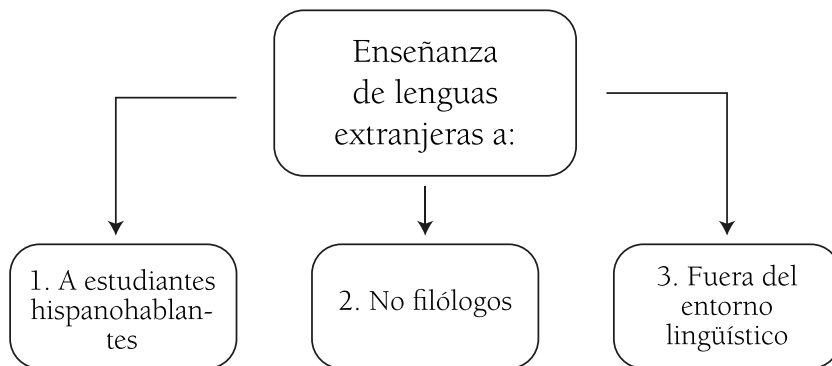 Enseñanza
de lenguas
extranjeras a:
1. A estudiantes
hispanohablan-
tes
2. No filólogos
3. Fuera del
entorno
lingüístico